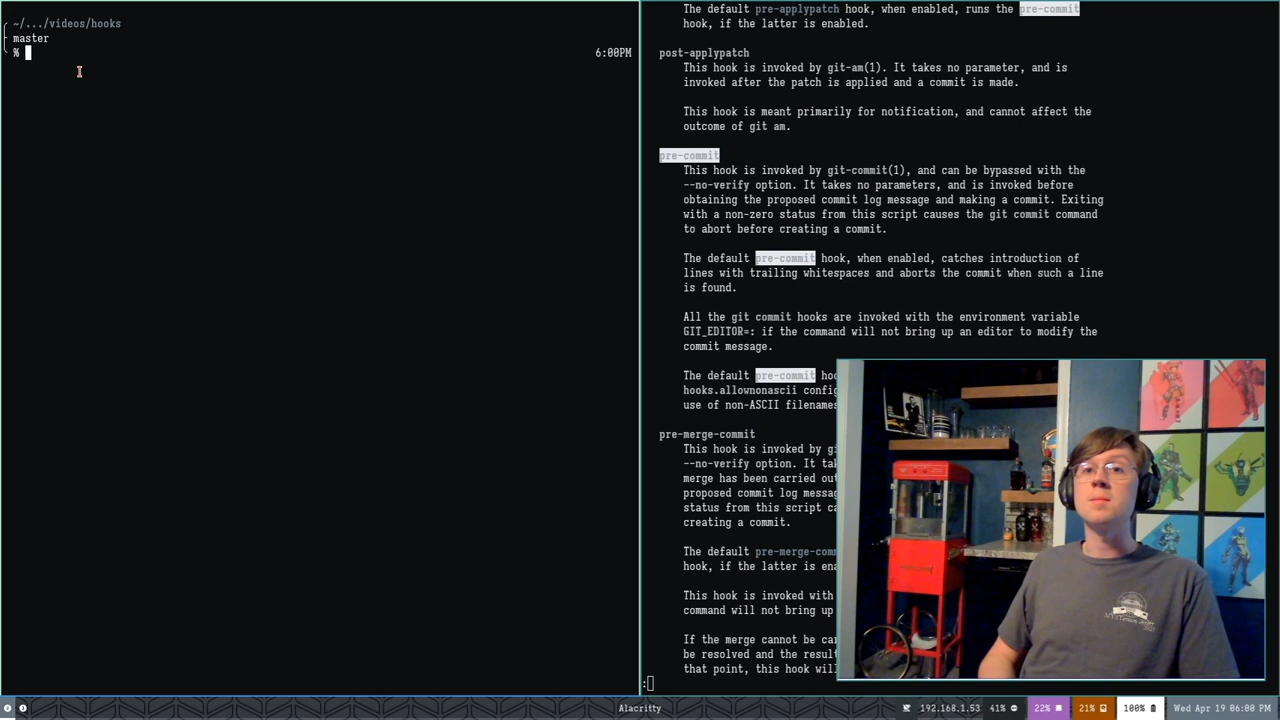 ~/.../videos/hooks
master
% 
6:00PM
The default pre-applypatch hook, when enabled, runs the pre-commit
hook, if the latter is enabled.
post-applypatch
This hook is invoked by git-am(1). It takes no parameter, and is
invoked after the patch is applied and a commit is made.
This hook is meant primarily for notification, and cannot affect the
outcome of git am.
pre-commit
This hook is invoked by git-commit(1), and can be bypassed with the
--no-verify option. It takes no parameters, and is invoked before
obtaining the proposed commit log message and making a commit. Exiting
with a non-zero status from this script causes the git commit command
to abort before creating a commit.
The default pre-commit hook, when enabled, catches introduction of
lines with trailing whitespaces and aborts the commit when such a line
is found.
All the git commit hooks are invoked with the environment variable
GIT_EDITOR=: if the command will not bring up an editor to modify the
commit message.
The default pre-commit
hooks.allownonascii
use of non-ASCII filenames
pre-merge-commit
This hook is invoked by
--no-verify option. It
merge has been carried
proposed commit log
status from this script
creating a commit.
The default
hook, if the latter is
This hook is invoked with
command will not bring up
If the merge cannot be
be resolved and the
that point, this hook
:
Alacritty
192.168.1.53
41%
22%
21%
100%
Wed Apr 19 06:00 PM